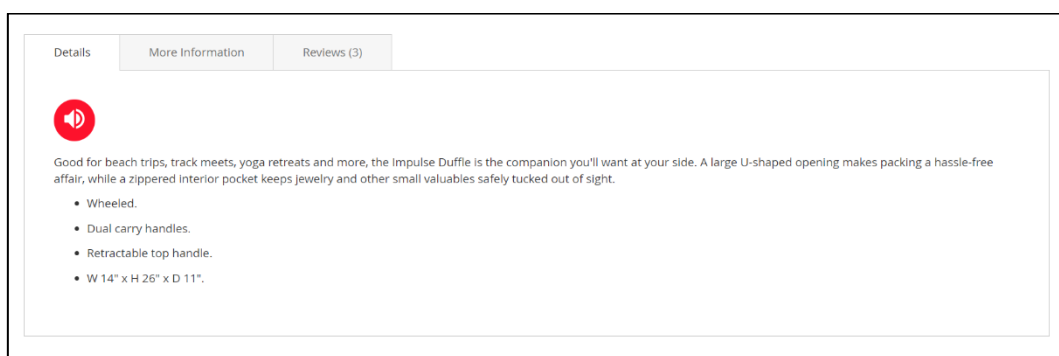 Details
More Information
Reviews (3)
Good for beach trips, track meets, yoga retreats and more, the Impulse Duffle is the companion you'll want at your side. A large U-shaped opening makes packing a hassle-free
affair, while a zippered interior pocket keeps jewelry and other small valuables safely tucked out of sight.
• Wheeled.
• Dual carry handles.
• Retractable top handle.
• W 14" x H 26" x D 11".